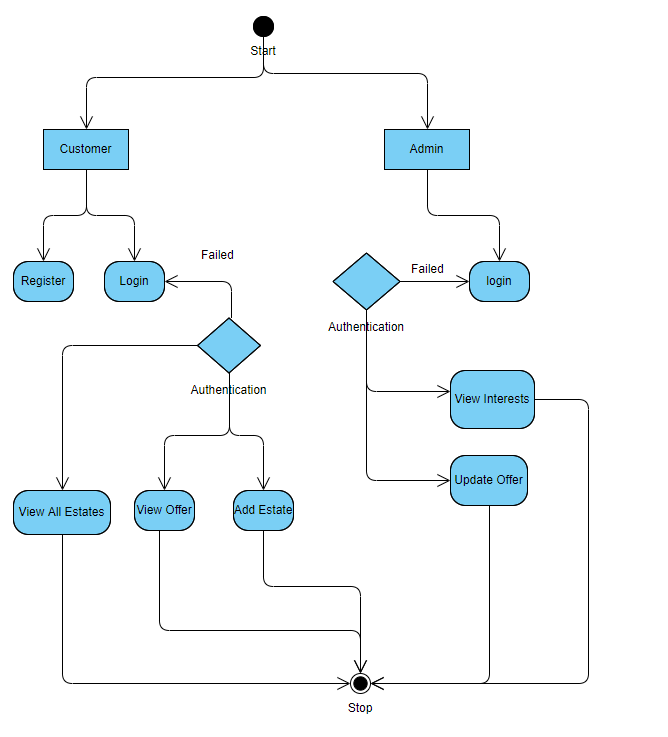 Start
Customer
Admin
Failed
Failed
Register
Login
login
Authentication
Authentication
View Interests
Update Offer
View All Estates
View Offer
Add Estate
Stop